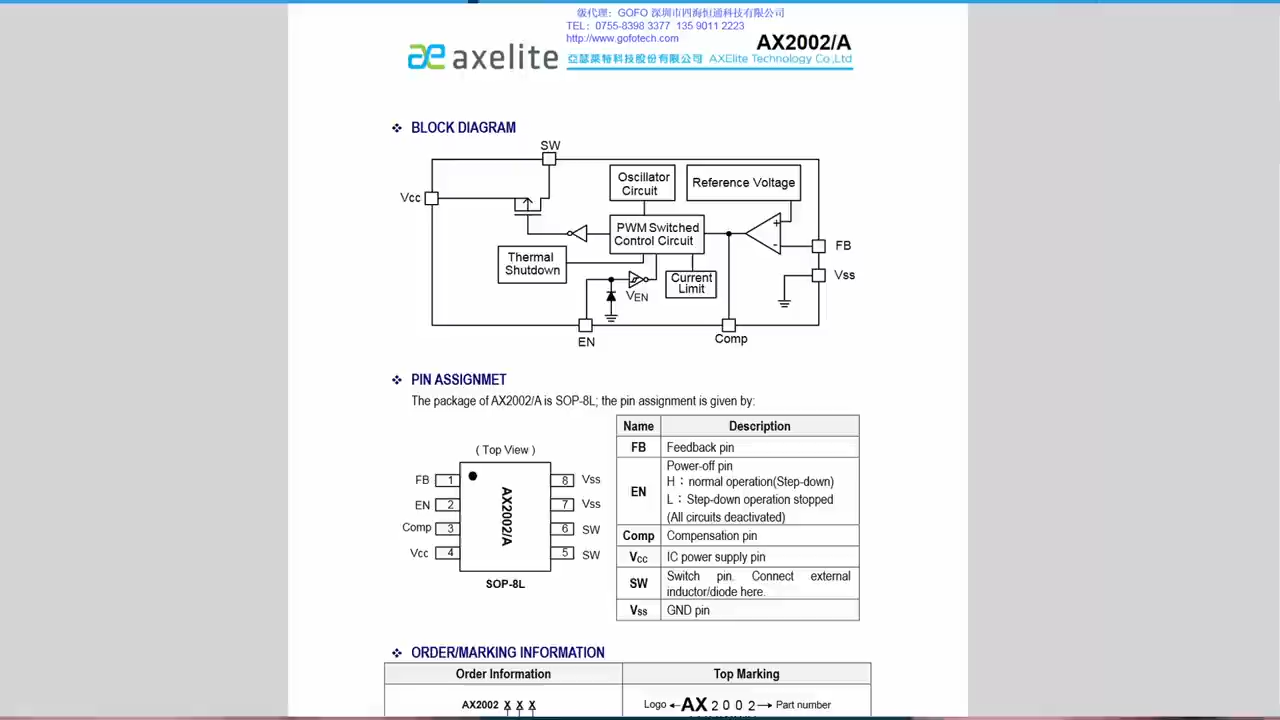 级代理：GOFO 深圳市四海恒通科技有限公司
TEL：0755-8398 3377 135 9011 2223
http://www.gofotech.com
axelite
AX2002/A
亞瑟萊特科技股份有限公司 AXElite Technology Co.,Ltd
❖ BLOCK DIAGRAM
SW
Vcc
Oscillator
Circuit
Reference Voltage
PWM Switched
Control Circuit
+
-
FB
Thermal
Shutdown
Current
Limit
VEN
Vss
EN
Comp
❖ PIN ASSIGNMET
The package of AX2002/A is SOP-8L; the pin assignment is given by:
( Top View )
FB 1
EN 2
Comp 3
Vcc 4
AX2002/A
8 Vss
7 Vss
6 SW
5 SW
SOP-8L
Name Description
FB Feedback pin
EN
Power-off pin
H：normal operation(Step-down)
L：Step-down operation stopped
(All circuits deactivated)
Comp Compensation pin
Vcc IC power supply pin
SW
Switch pin. Connect external
inductor/diode here.
Vss GND pin
❖ ORDER/MARKING INFORMATION
Order Information Top Marking
AX2002 X X X
Logo AX 2 0 0 2 Part number